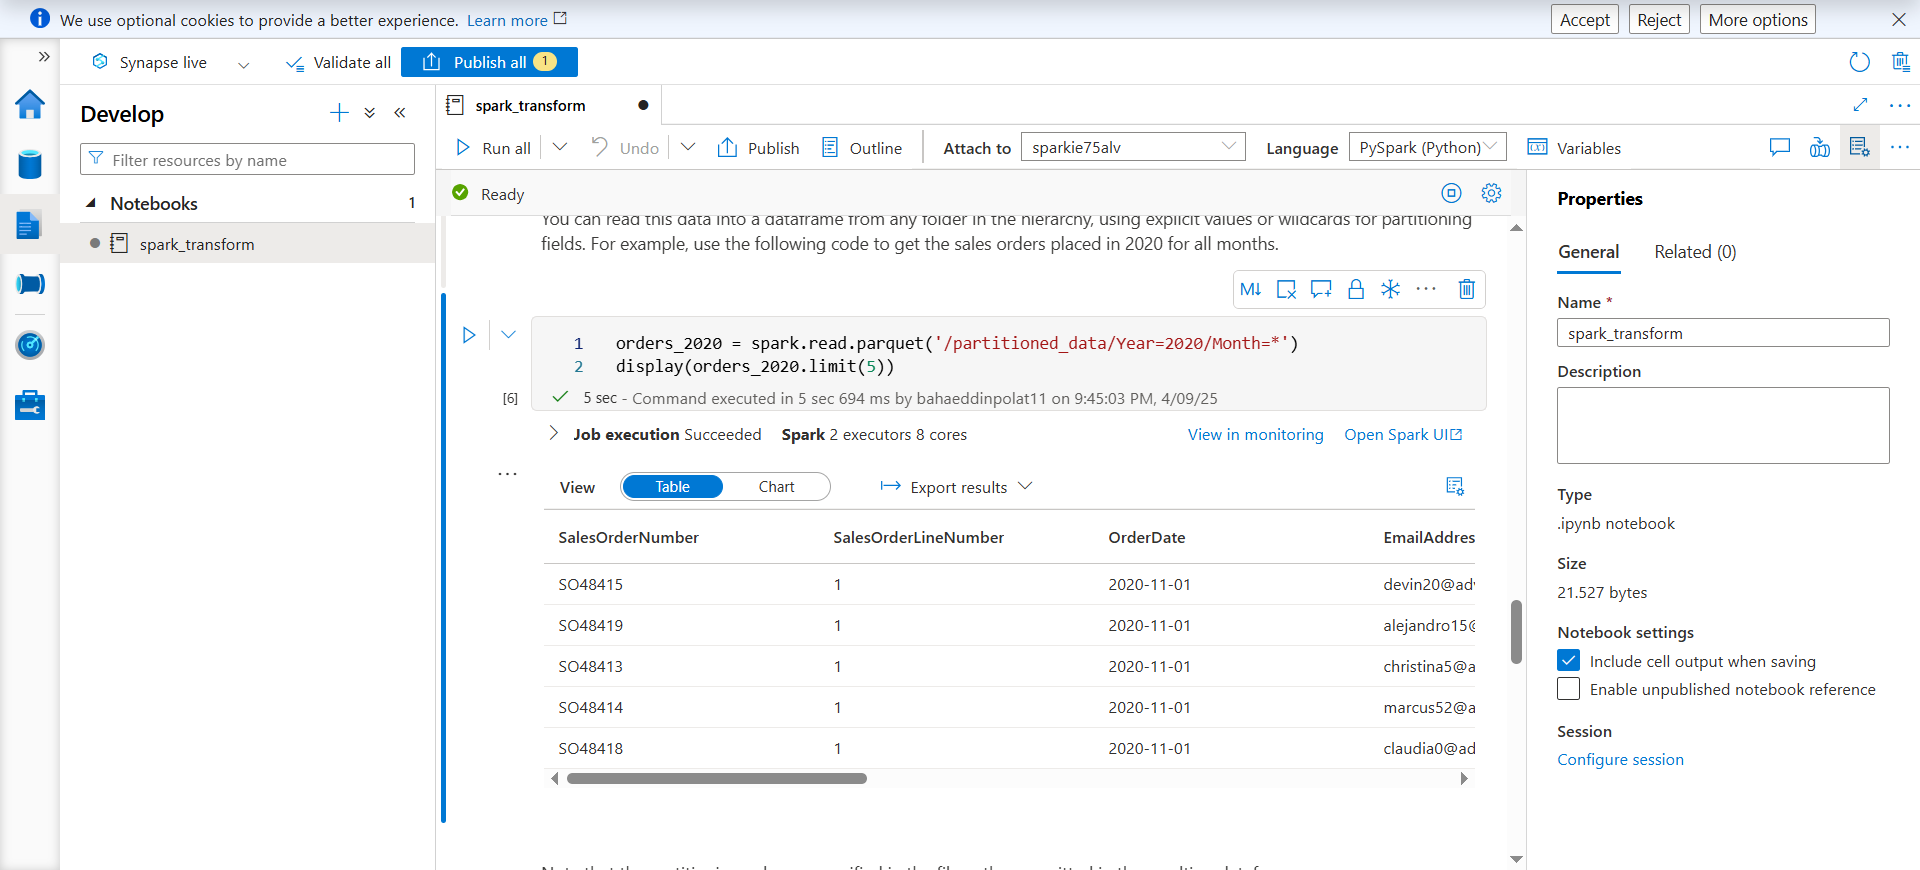 We use optional cookies to provide a better experience. Learn more
Accept
Reject
More options
Synapse live
Validate all
Publish all 1
Develop
Filter resources by name
Notebooks 1
spark_transform
spark_transform
Run all
Undo
Publish
Outline
Attach to
sparkie75alv
Language
PySpark (Python)
Variables
Ready
You can read this data into a dataframe from any folder in the hierarchy, using explicit values or wildcards for partitioning
fields. For example, use the following code to get the sales orders placed in 2020 for all months.
M↓
1 orders_2020 = spark.read.parquet('/partitioned_data/Year=2020/Month=*')
2 display(orders_2020.limit(5))
[6] 5 sec - Command executed in 5 sec 694 ms by bahaeddinpolat11 on 9:45:03 PM, 4/09/25
Job execution Succeeded Spark 2 executors 8 cores
View in monitoring
Open Spark UI
View
Table
Chart
Export results
SalesOrderNumber SalesOrderLineNumber OrderDate EmailAddres
SO48415 1 2020-11-01 devin20@ad
SO48419 1 2020-11-01 alejandro15@
SO48413 1 2020-11-01 christina5@a
SO48414 1 2020-11-01 marcus52@a
SO48418 1 2020-11-01 claudia0@ad
Properties
General
Related (0)
Name *
spark_transform
Description
Type
.ipynb notebook
Size
21.527 bytes
Notebook settings
Include cell output when saving
Enable unpublished notebook reference
Session
Configure session